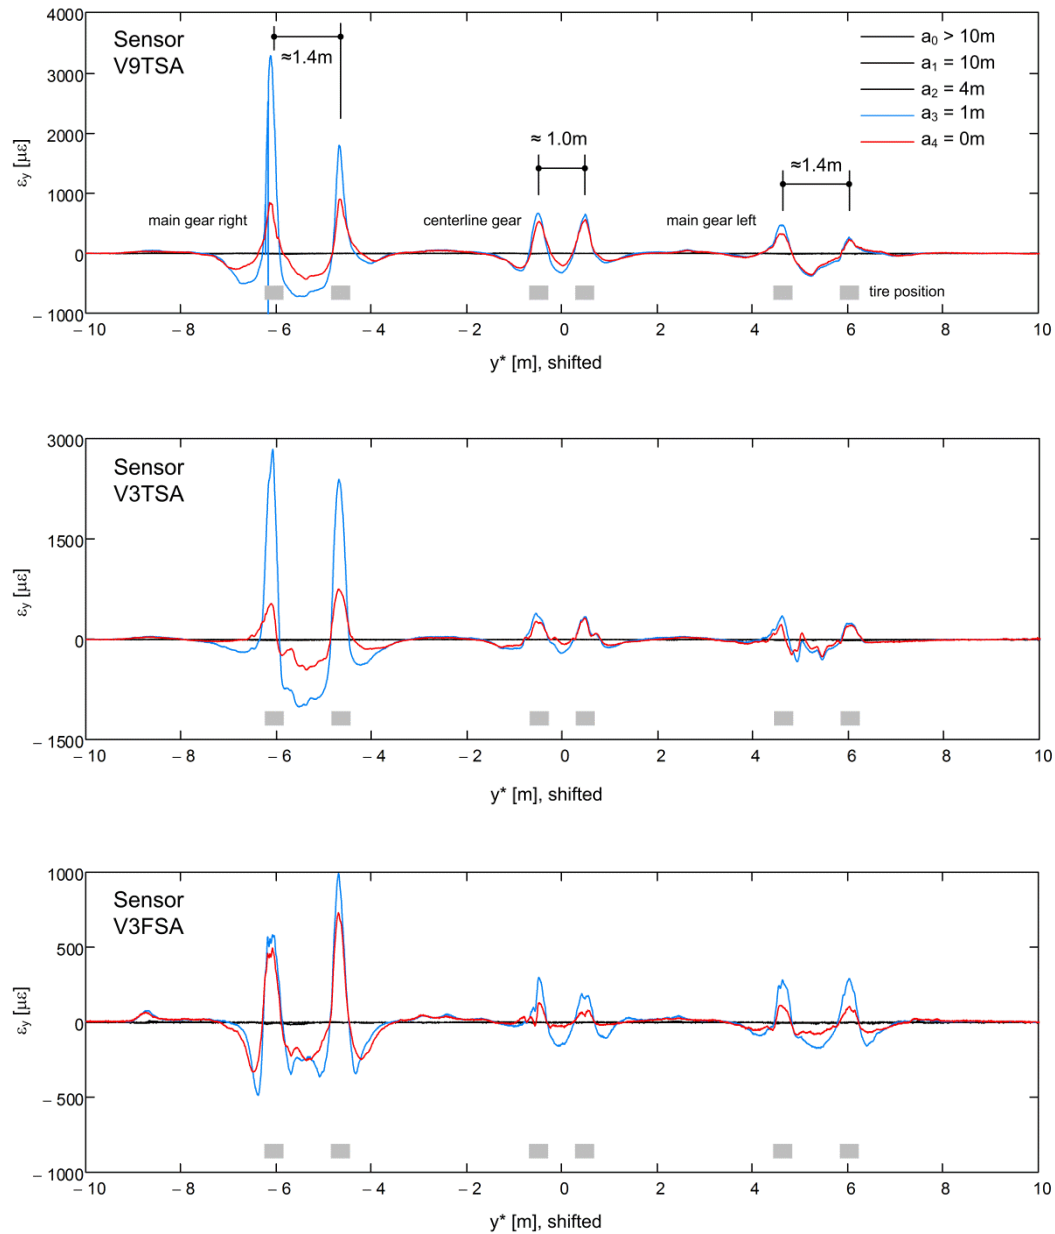 Sensor
V9TSA
4000
3000
2000
1000
0
– 1000
εy [με]
≈1.4m
≈ 1.0m
≈1.4m
a0 > 10m
a1 = 10m
a2 = 4m
a3 = 1m
a4 = 0m
main gear right
centerline gear
main gear left
tire position
– 10 – 8 – 6 – 4 – 2 0 2 4 6 8 10
y* [m], shifted
Sensor
V3TSA
3000
1500
0
– 1500
εy [με]
– 10 – 8 – 6 – 4 – 2 0 2 4 6 8 10
y* [m], shifted
Sensor
V3FSA
1000
500
0
– 500
– 1000
εy [με]
– 10 – 8 – 6 – 4 – 2 0 2 4 6 8 10
y* [m], shifted